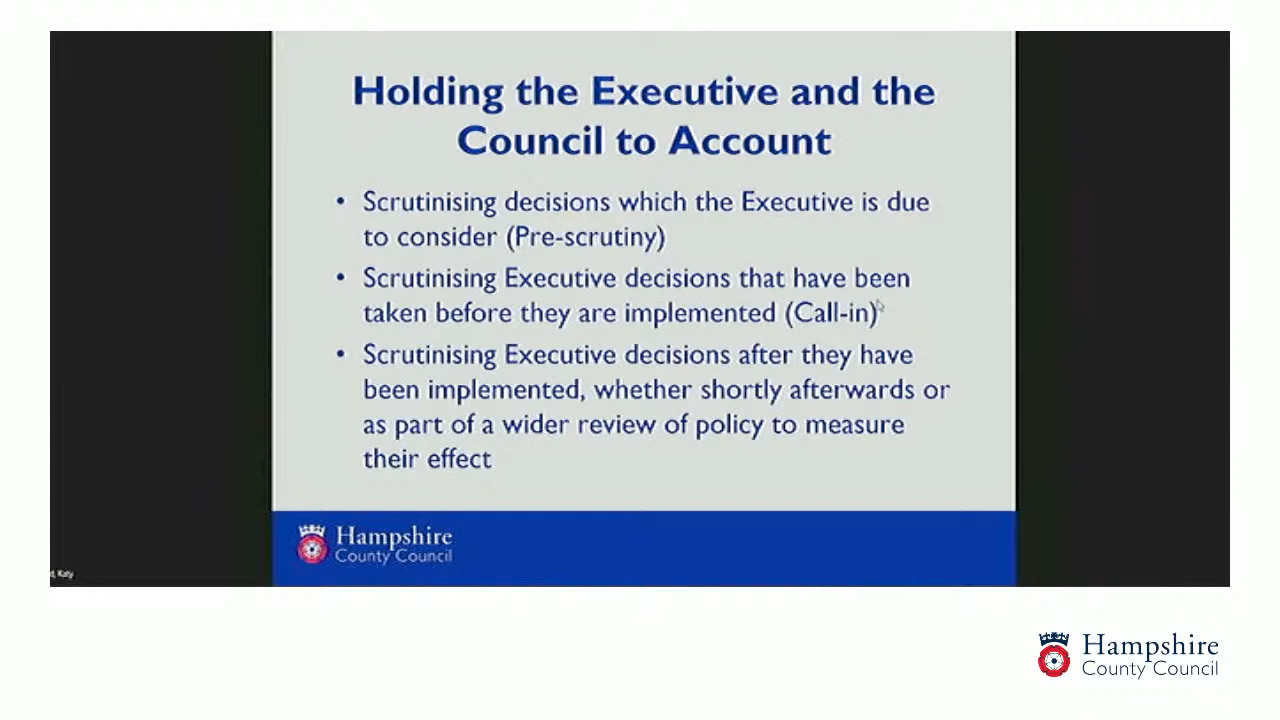 Holding the Executive and the
Council to Account
• Scrutinising decisions which the Executive is due
to consider (Pre-scrutiny)
• Scrutinising Executive decisions that have been
taken before they are implemented (Call-in)
• Scrutinising Executive decisions after they have
been implemented, whether shortly afterwards or
as part of a wider review of policy to measure
their effect
Hampshire
County Council
d, Katy
Hampshire
County Council